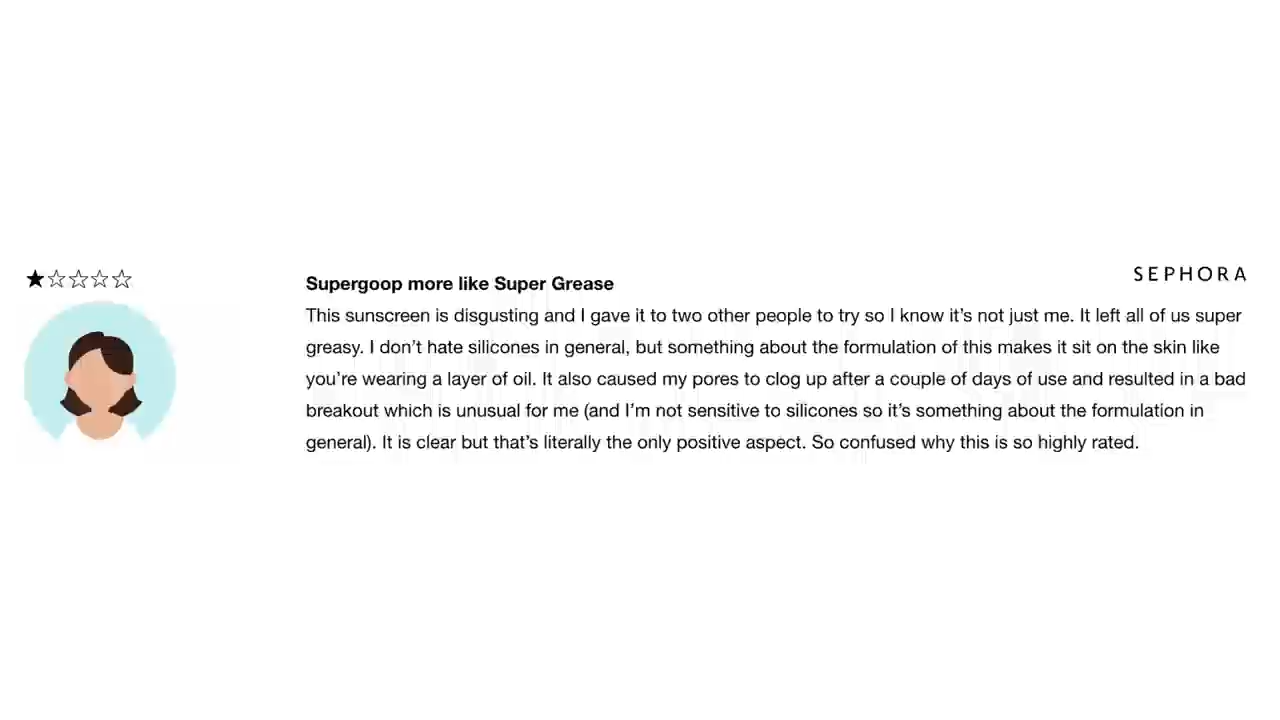 SEPHORA
Supergoop more like Super Grease
This sunscreen is disgusting and I gave it to two other people to try so I know it’s not just me. It left all of us super
greasy. I don’t hate silicones in general, but something about the formulation of this makes it sit on the skin like
you’re wearing a layer of oil. It also caused my pores to clog up after a couple of days of use and resulted in a bad
breakout which is unusual for me (and I’m not sensitive to silicones so it’s something about the formulation in
general). It is clear but that’s literally the only positive aspect. So confused why this is so highly rated.